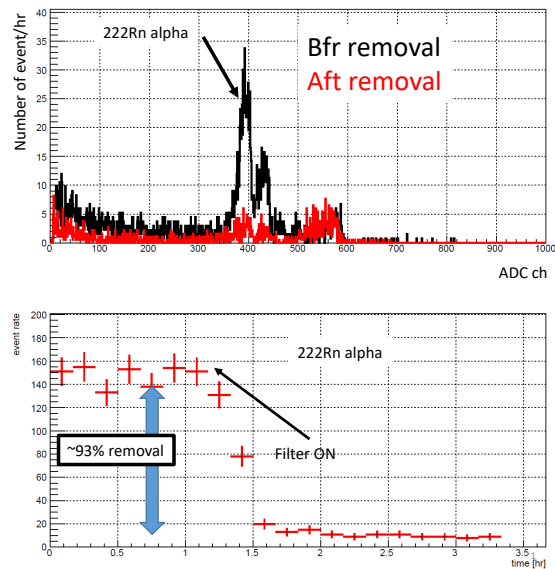 40
35
30
25
20
15
10
5
0
Number of event/hr
222Rn alpha
Bfr removal
Aft removal
0 100 200 300 400 500 600 700 800 900 1000
ADC ch
event rate
200
180
160
140
120
100
80
60
40
20
0
222Rn alpha
~93% removal
Filter ON
0 0.5 1 1.5 2 2.5 3 3.5
time [hr]